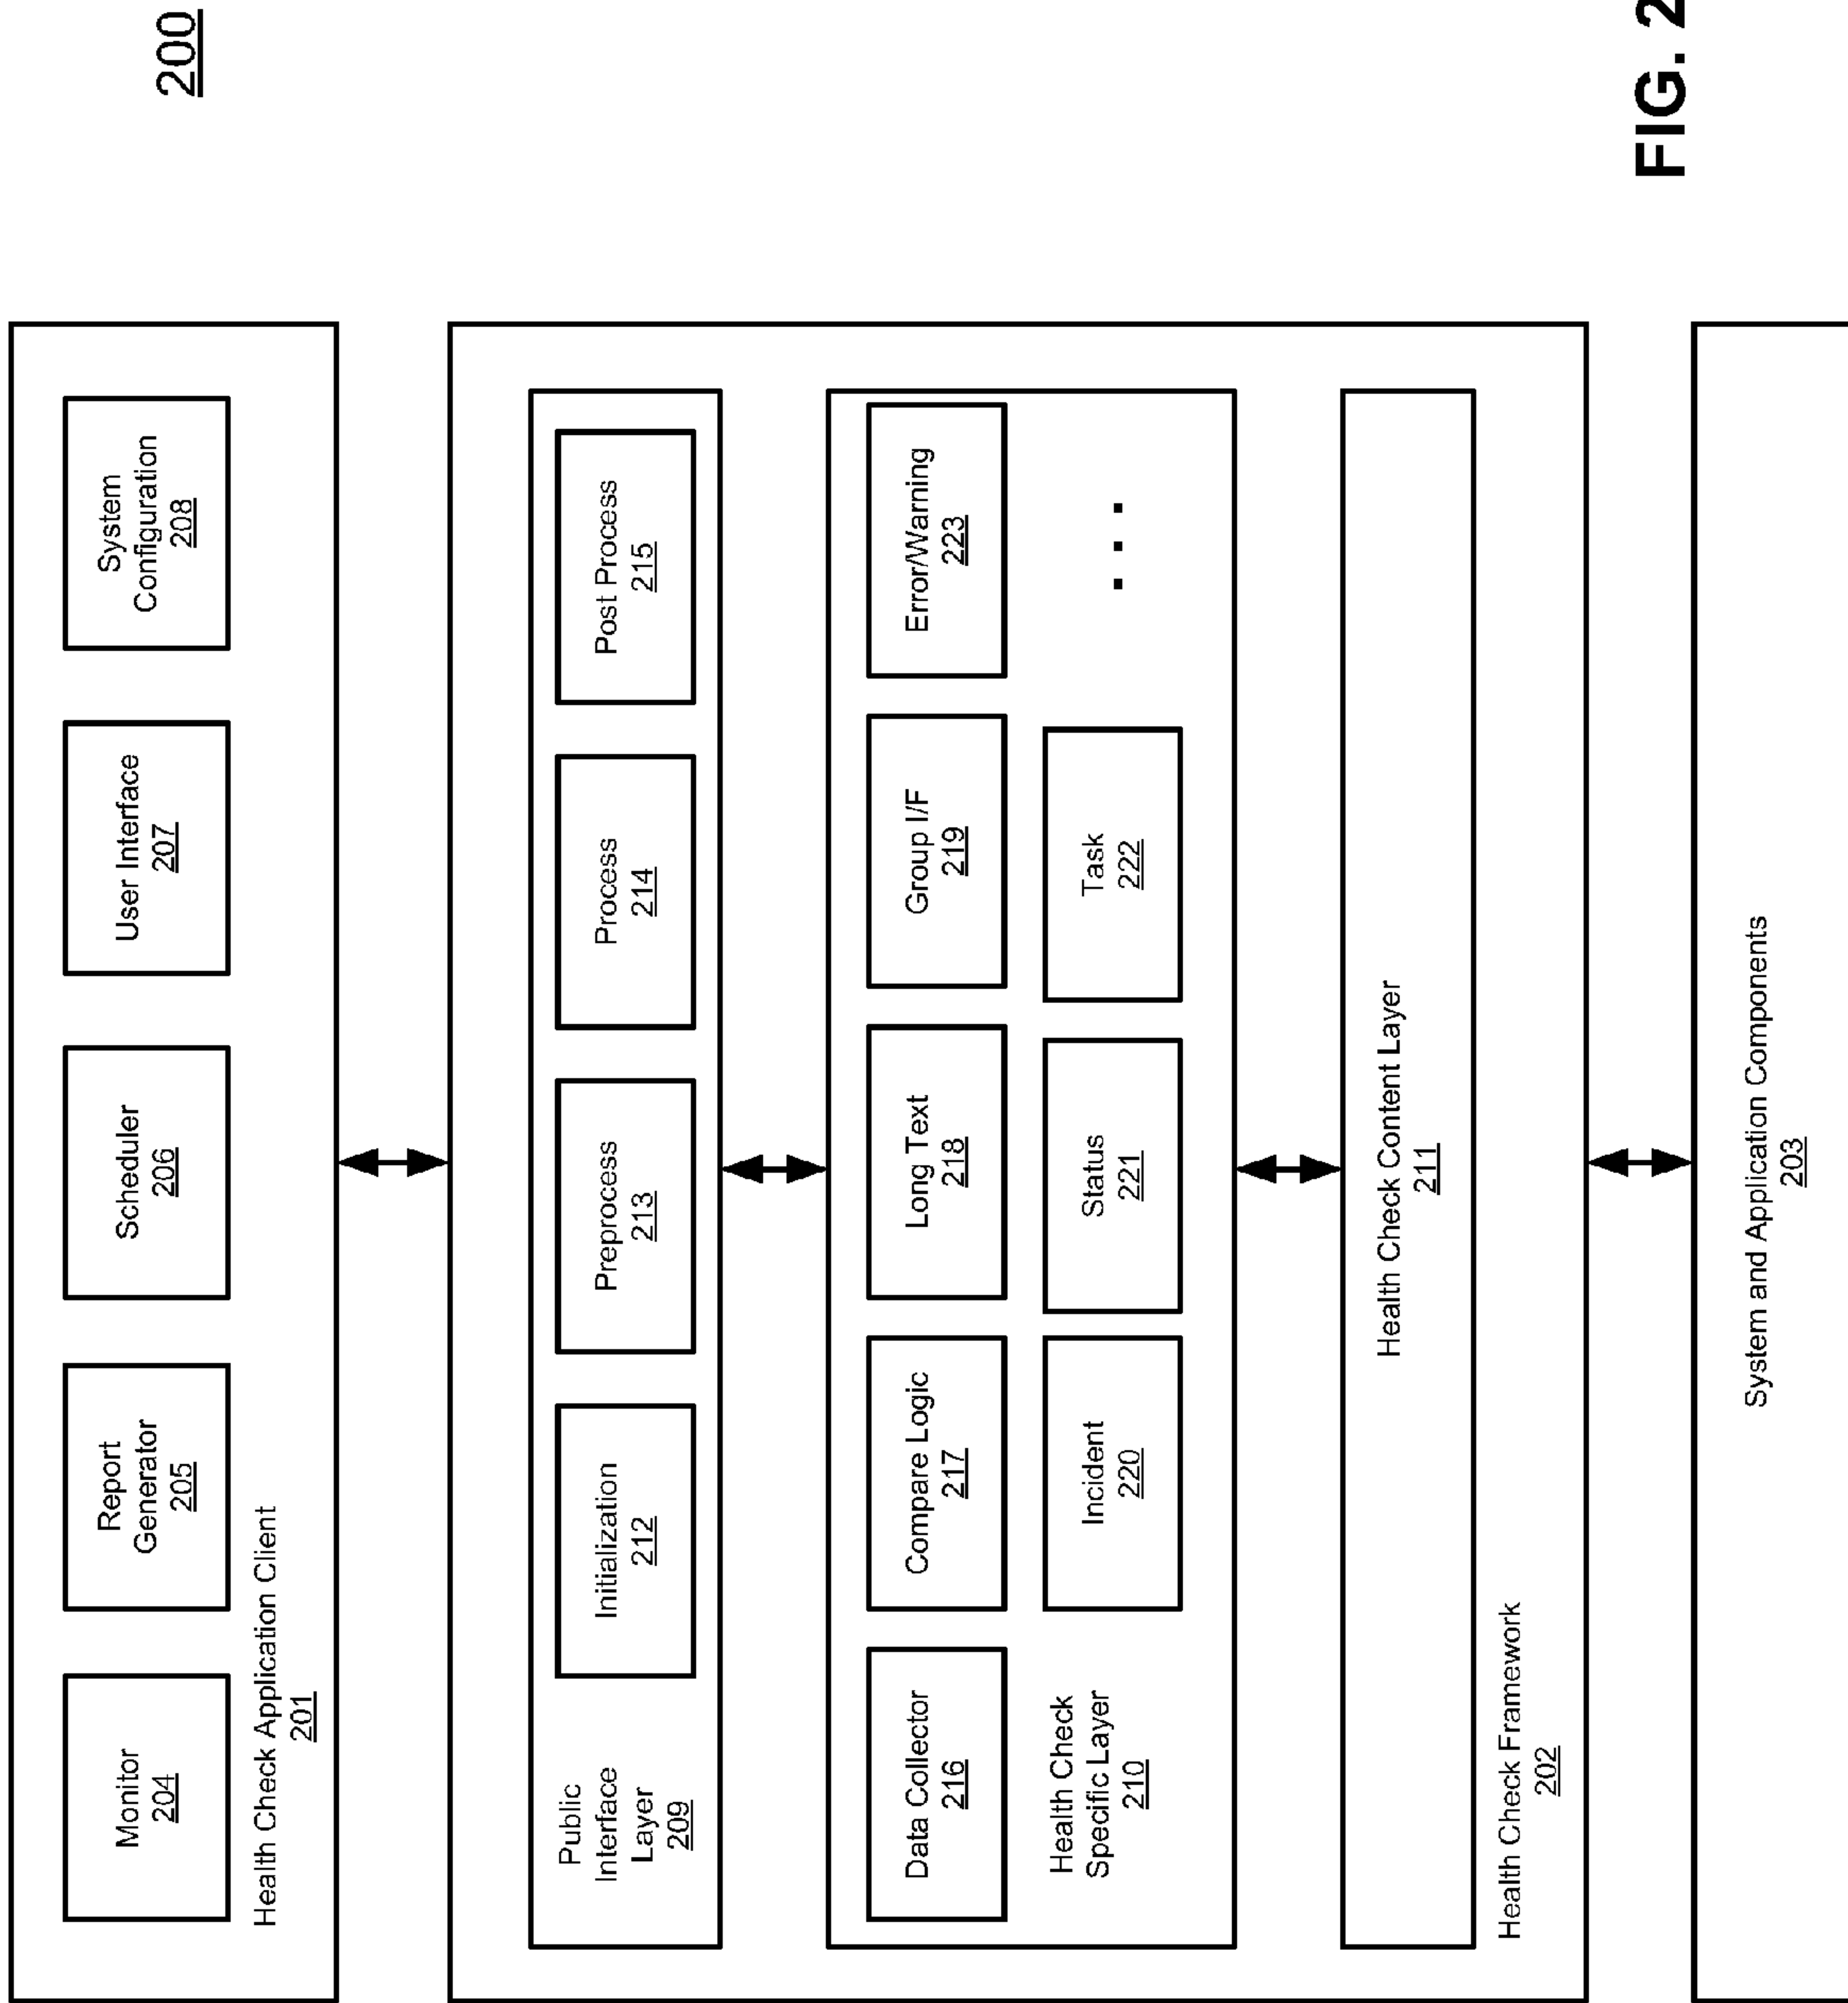 200
Monitor
204
Report
Generator
205
Scheduler
206
User Interface
207
System
Configuration
208
Health Check Application Client
201
Public
Interface
Layer
209
Initialization
212
Preprocess
213
Process
214
Post Process
215
Data Collector
216
Compare Logic
217
Long Text
218
Group I/F
219
Error/Warning
223
Health Check
Specific Layer
210
Incident
220
Status
221
Task
222
. . .
Health Check Content Layer
211
Health Check Framework
202
System and Application Components
203
FIG. 2